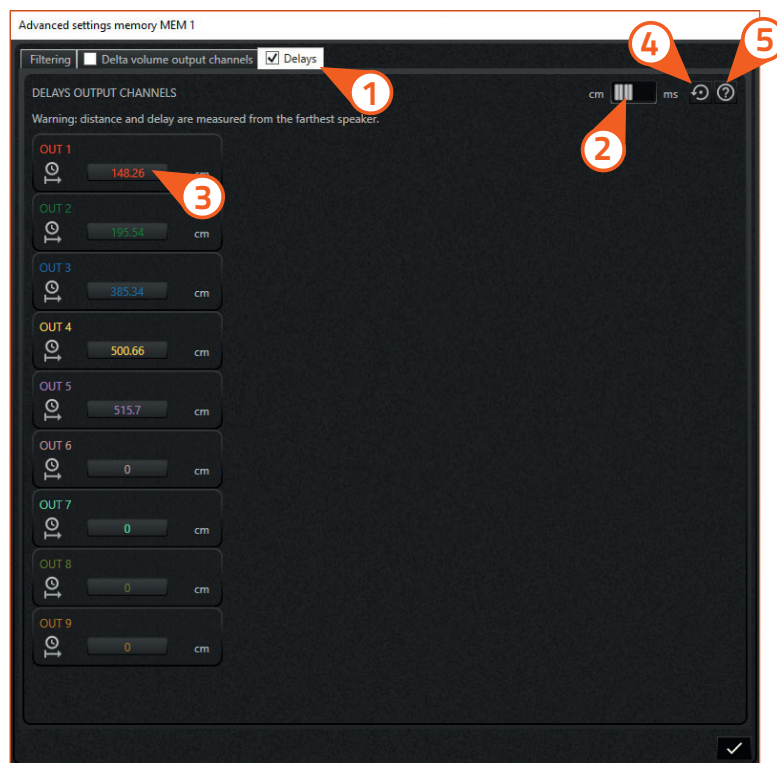 Advanced settings memory MEM 1
Filtering Delta volume output channels Delays
4 5
1
DELAYS OUTPUT CHANNELS cm ms
Warning: distance and delay are measured from the farthest speaker.
2
OUT 1
148.26 cm
3
OUT 2
195.54 cm
OUT 3
385.34 cm
OUT 4
500.66 cm
OUT 5
515.7 cm
OUT 6
0 cm
OUT 7
0 cm
OUT 8
0 cm
OUT 9
0 cm